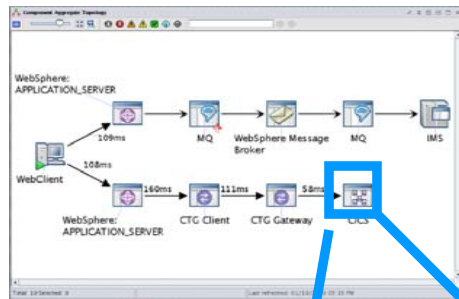 Component Aggregate Topology
WebSphere:
APPLICATION_SERVER
109ms
MQ
WebSphere Message
Broker
MQ
IMS
WebClient
108ms
160ms
111ms
58ms
WebSphere:
APPLICATION_SERVER
CTG Client
CTG Gateway
CICS